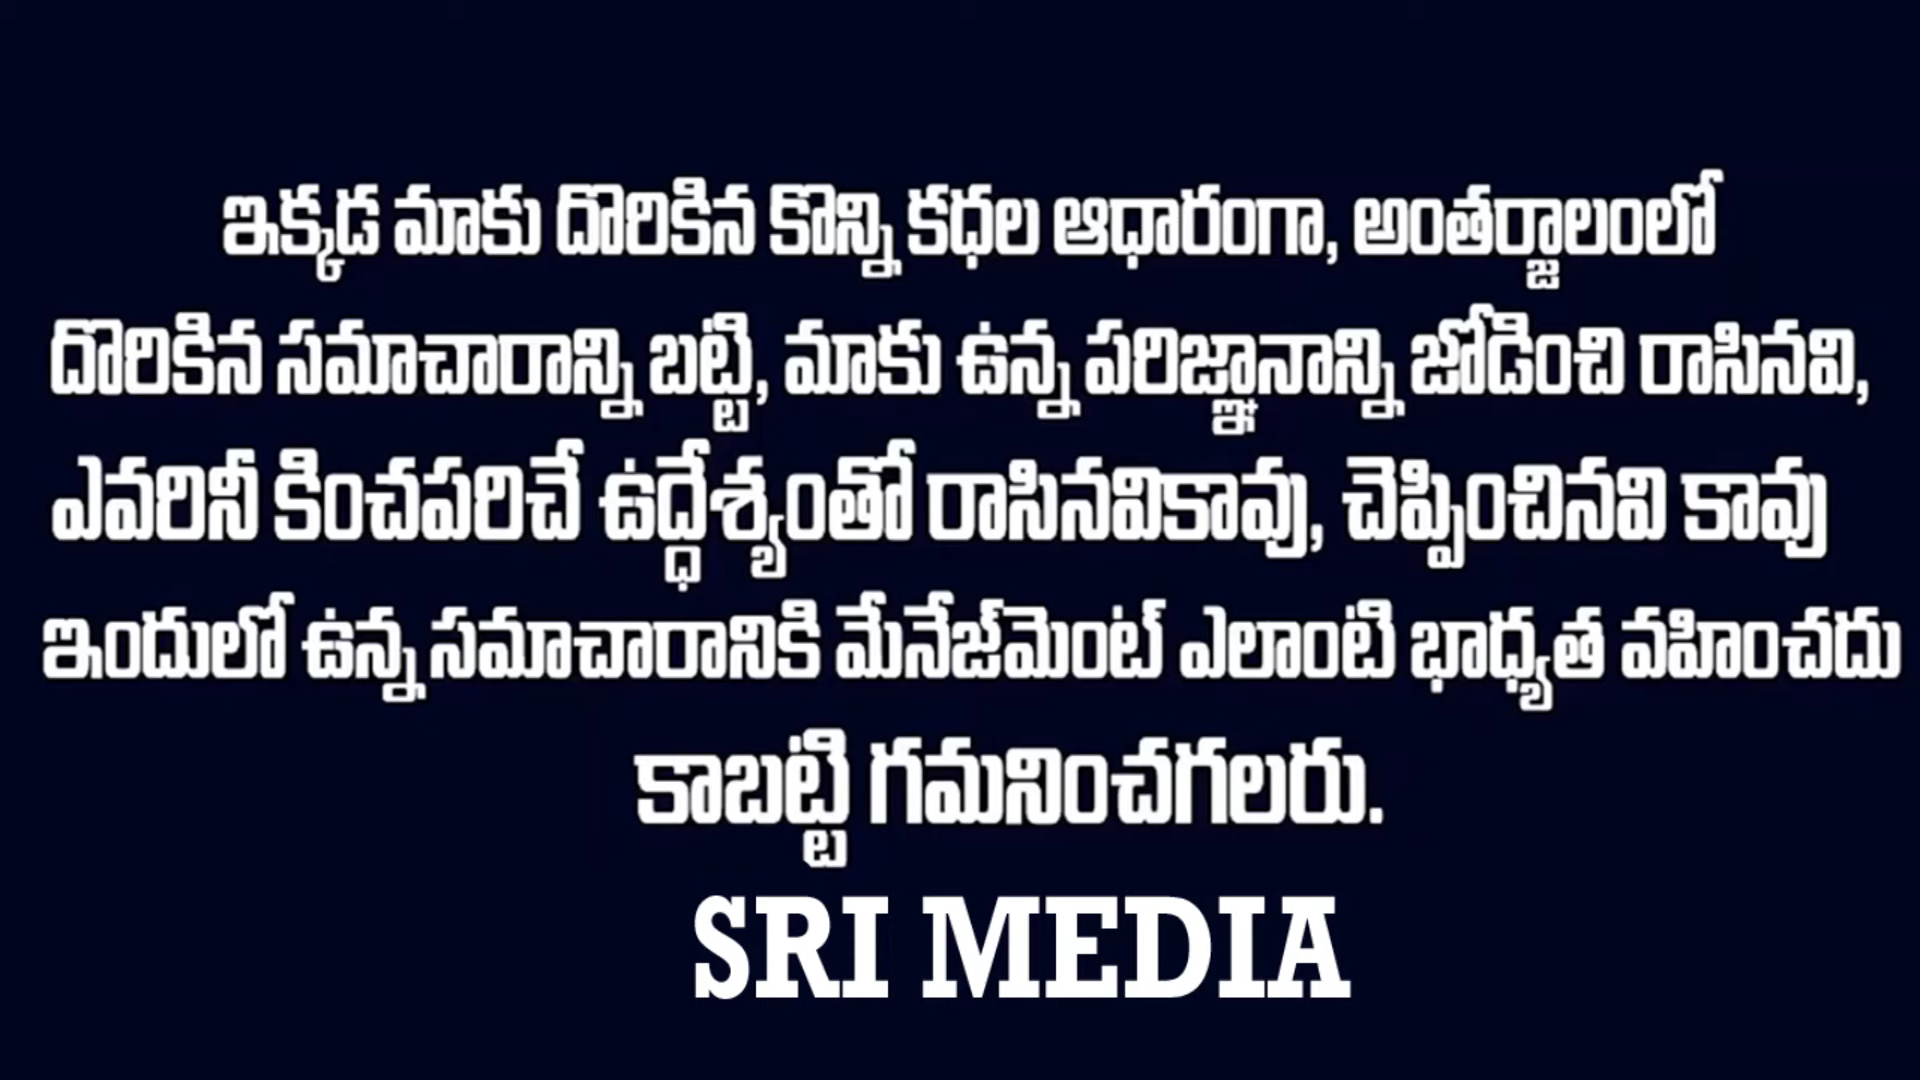 ఇక్కడ మాకు దొరికిన కొన్ని కధల ఆధారంగా, అంతర్జాలంలో
దొరికిన సమాచారాన్ని బట్టి, మాకు ఉన్న పరిజ్ఞానాన్ని జోడించి రాసినవి,
ఎవరినీ కించపరిచే ఉద్ధేశ్యంతో రాసినవికావు, చెప్పించినవి కావు
ఇందులో ఉన్న సమాచారానికి మేనేజ్‌మెంట్ ఎలాంటి భాధ్యత వహించదు
కాబట్టి గమనించగలరు.
SRI MEDIA